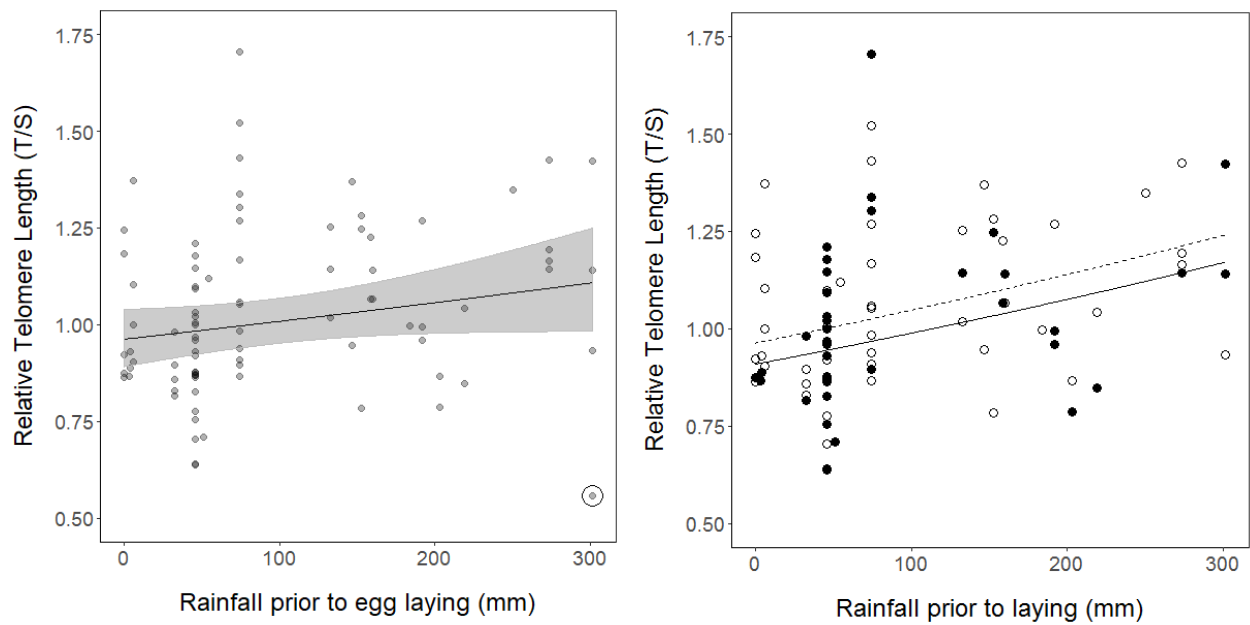 Relative Telomere Length (T/S)
1.75
1.50
1.25
1.00
0.75
0.50
0 100 200 300
Rainfall prior to egg laying (mm)
Relative Telomere Length (T/S)
1.75
1.50
1.25
1.00
0.75
0.50
0 100 200 300
Rainfall prior to laying (mm)